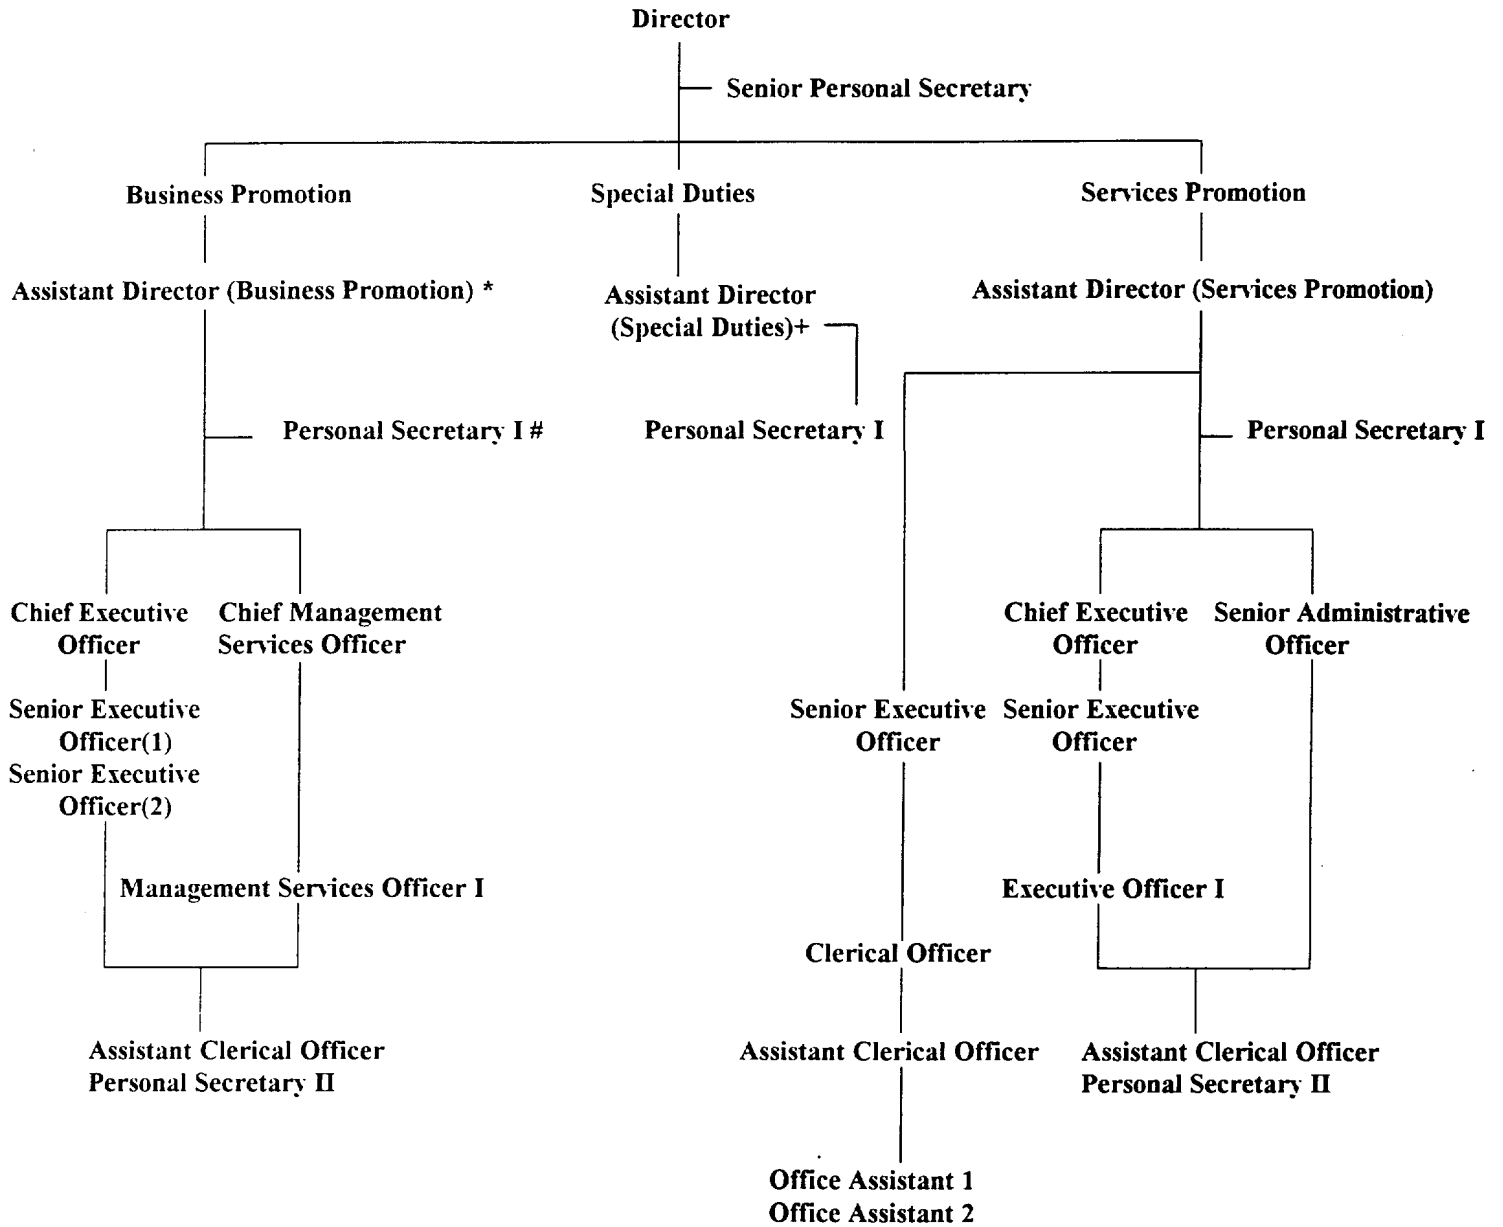 Director
Senior Personal Secretary
Business Promotion
Special Duties
Services Promotion
Assistant Director (Business Promotion) *
Assistant Director
(Special Duties)+
Assistant Director (Services Promotion)
Personal Secretary I #
Personal Secretary I
Personal Secretary I
Chief Executive
Officer
Chief Management
Services Officer
Chief Executive
Officer
Senior Administrative
Officer
Senior Executive
Officer(1)
Senior Executive
Officer(2)
Senior Executive
Officer
Senior Executive
Officer
Management Services Officer I
Executive Officer I
Clerical Officer
Assistant Clerical Officer
Personal Secretary II
Assistant Clerical Officer
Assistant Clerical Officer
Personal Secretary II
Office Assistant 1
Office Assistant 2